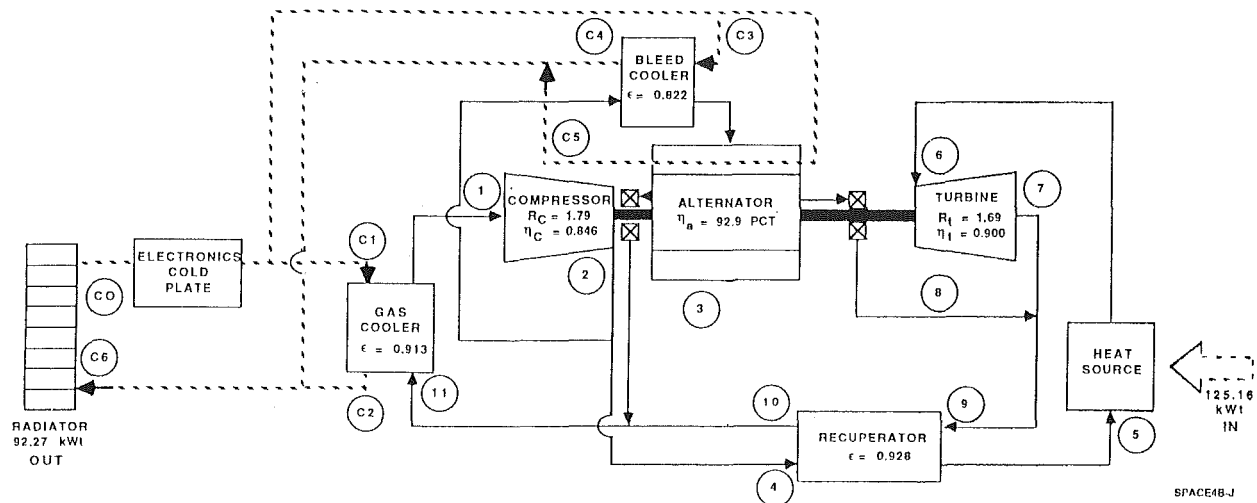 C4
C3
BLEED
COOLER
ε = 0.822
C5
6
7
1
COMPRESSOR
R_C = 1.79
η_C = 0.846
ALTERNATOR
η_a = 92.9 PCT
TURBINE
R_t = 1.69
η_t = 0.900
C1
ELECTRONICS
COLD
PLATE
CO
2
3
8
GAS
COOLER
ε = 0.913
C6
HEAT
SOURCE
11
C2
10
9
RADIATOR
92.27 kWt
OUT
RECUPERATOR
ε = 0.928
4
5
125.16
kWt
IN
SPACE48-J